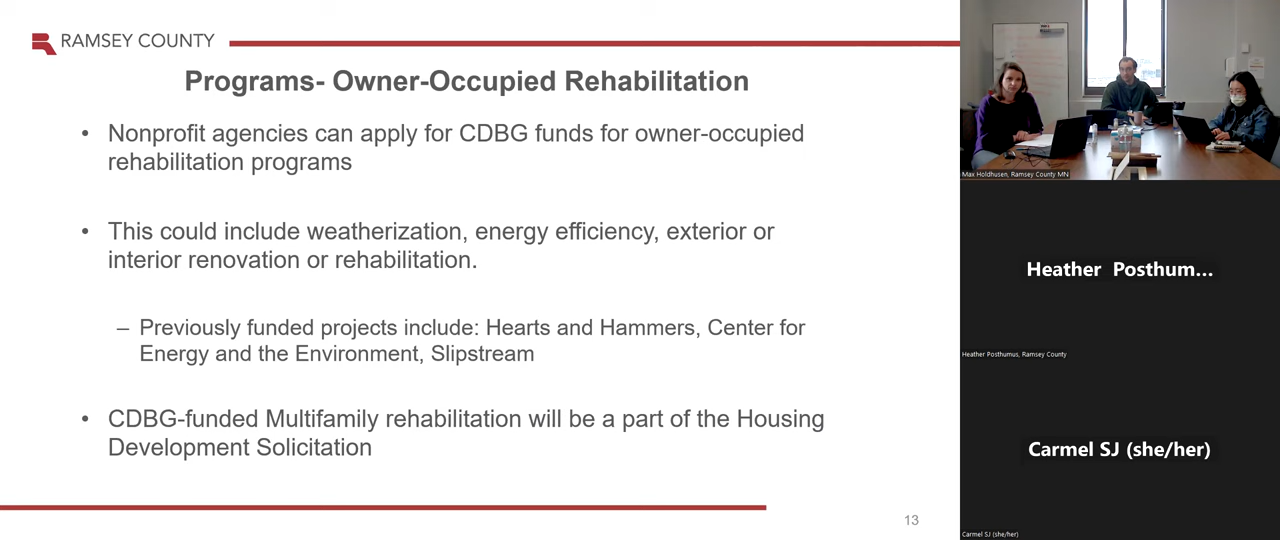 RAMSEY COUNTY
Programs- Owner-Occupied Rehabilitation
• Nonprofit agencies can apply for CDBG funds for owner-occupied
rehabilitation programs
• This could include weatherization, energy efficiency, exterior or
interior renovation or rehabilitation.
– Previously funded projects include: Hearts and Hammers, Center for
Energy and the Environment, Slipstream
• CDBG-funded Multifamily rehabilitation will be a part of the Housing
Development Solicitation
13
Max Holdhusen, Ramsey County MN
Heather Posthum...
Heather Posthumus, Ramsey County
Carmel SJ (she/her)
Carmel SJ (she/her)